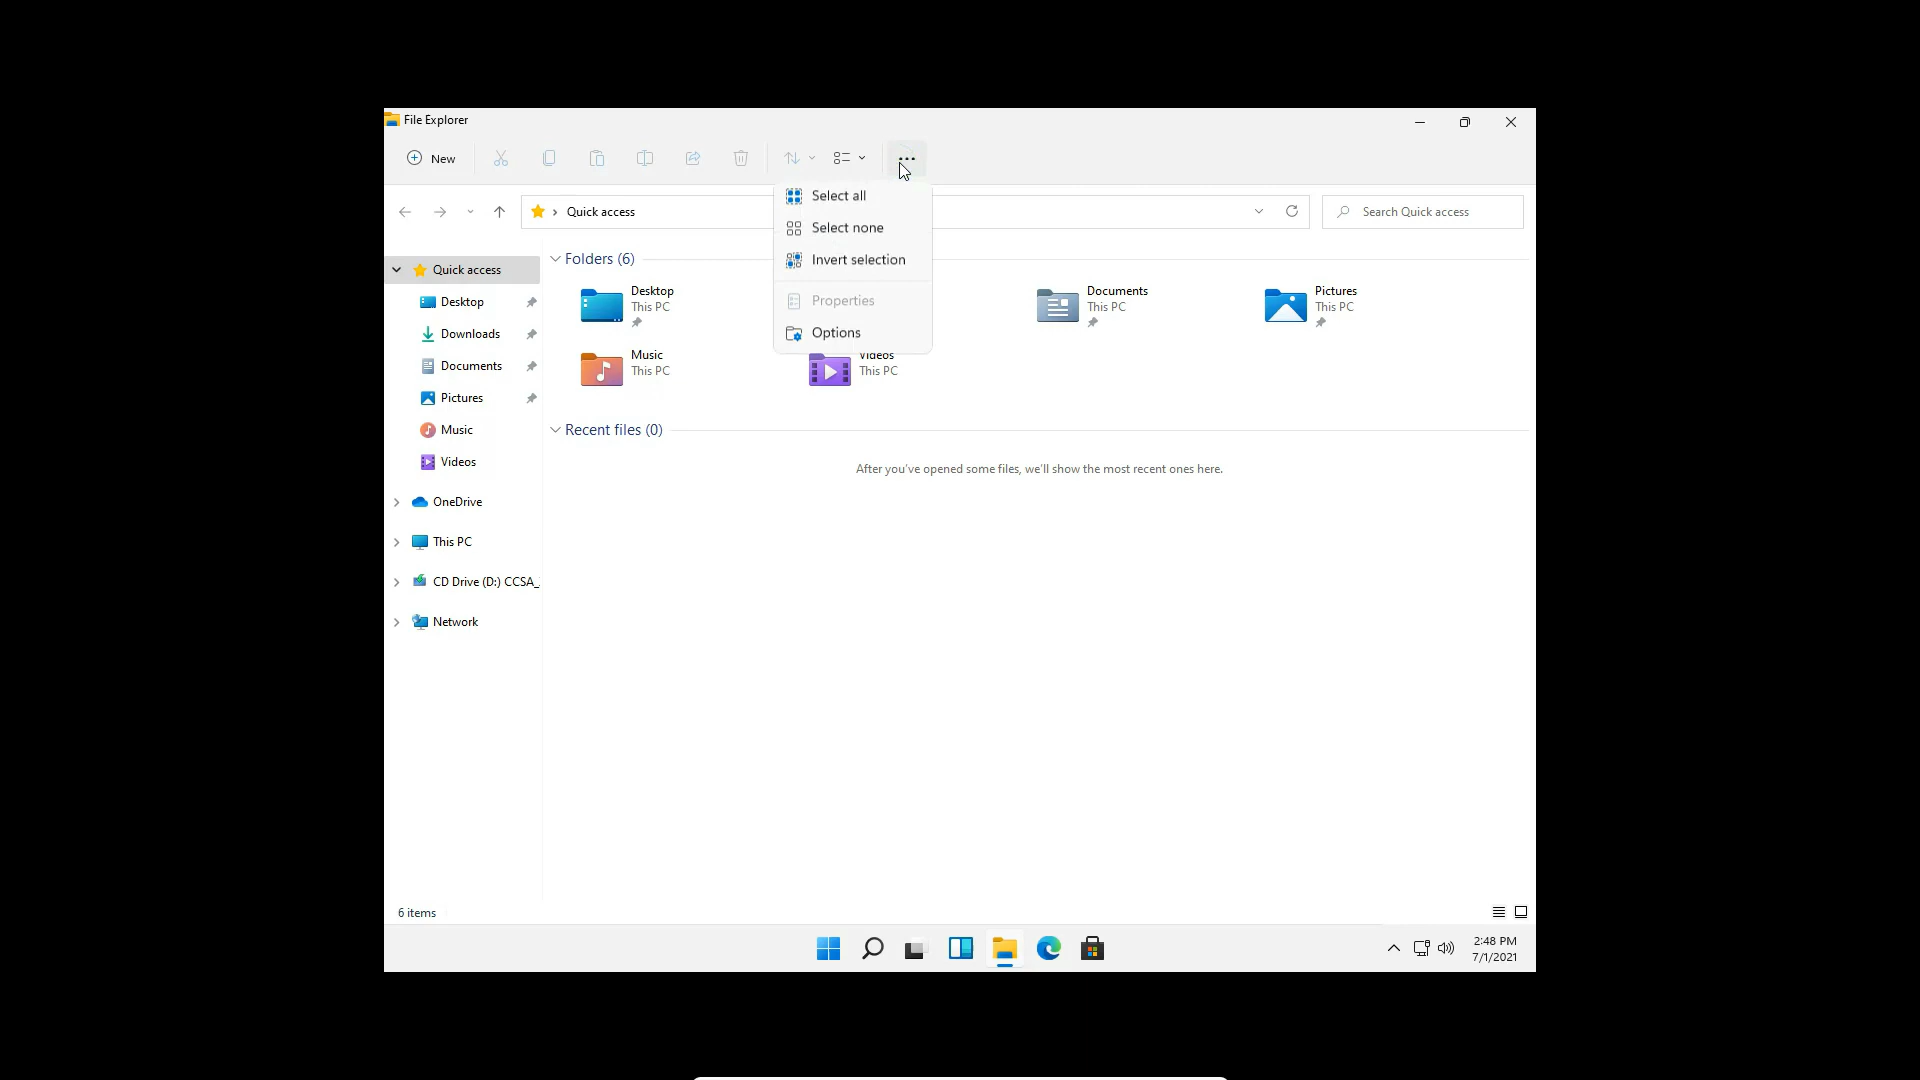 File Explorer
New
Select all
Select none
Invert selection
Properties
Options
Quick access
Search Quick access
Quick access
Desktop
Downloads
Documents
Pictures
Music
Videos
OneDrive
This PC
CD Drive (D:) CCSA_
Network
Folders (6)
Desktop
This PC
Documents
This PC
Pictures
This PC
Music
This PC
Videos
This PC
Recent files (0)
After you've opened some files, we'll show the most recent ones here.
6 items
2:48 PM
7/1/2021